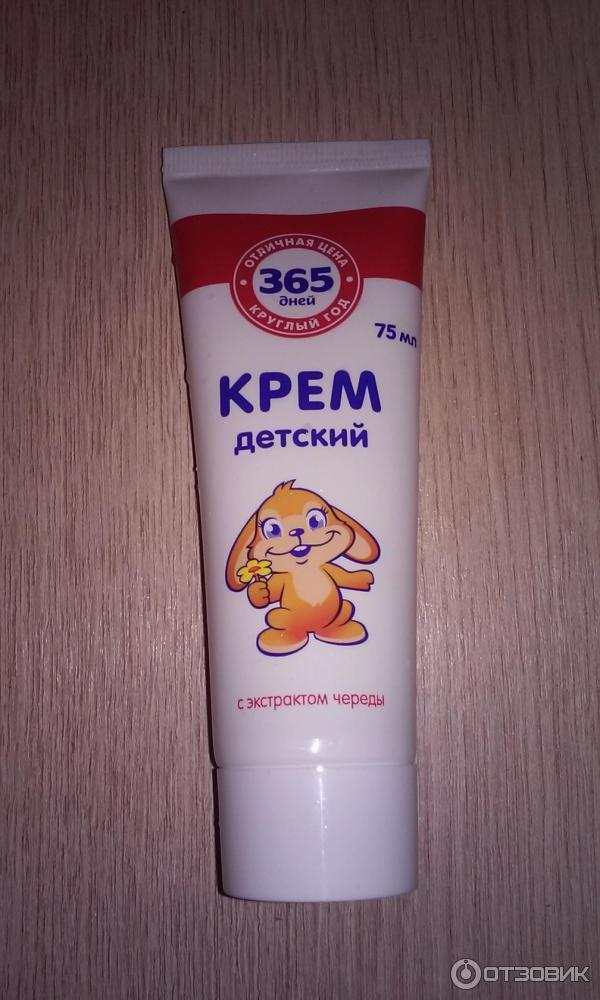 ОТЛИЧНАЯ ЦЕНА
365
дней
КРУГЛЫЙ ГОД
75 мл
КРЕМ
детский
с экстрактом череды
ОТЗОВИК